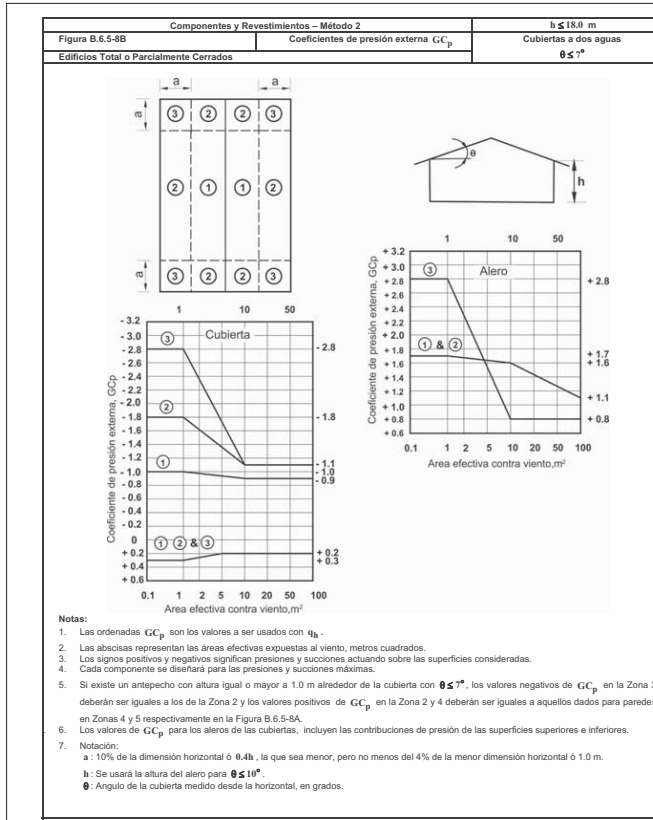 Componentes y Revestimientos – Método 2
h ≤ 18.0 m
Figura B.6.5-8B
Coeficientes de presión externa GCp
Cubiertas a dos aguas
θ ≤ 7°
Edificios Total o Parcialmente Cerrados
a a
a
3 2 2 3
2 1 1 2
3 2 2 3
a
θ
h
1 10 50
Cubierta
Coeficiente de presión externa, GCp
- 3.2
- 3.0
- 2.8
- 2.6
- 2.4
- 2.2
- 2.0
- 1.8
- 1.6
- 1.4
- 1.2
- 1.0
- 0.8
- 0.6
- 0.4
- 0.2
0
+ 0.2
+ 0.4
+ 0.6
3
2
1
1 2 & 3
- 2.8
- 1.8
- 1.1
- 1.0
- 0.9
+ 0.2
+ 0.3
0.1 1 2 5 10 20 50 100
Area efectiva contra viento,m²
1 10 50
Alero
Coeficiente de presión externa, GCp
+ 3.2
+ 3.0
+ 2.8
+ 2.6
+ 2.4
+ 2.2
+ 2.0
+ 1.8
+ 1.6
+ 1.4
+ 1.2
+ 1.0
+ 0.8
+ 0.6
3
1 & 2
+ 2.8
+ 1.7
+ 1.6
+ 1.1
+ 0.8
0.1 1 2 5 10 20 50 100
Area efectiva contra viento,m²
Notas:
1. Las ordenadas GCp son los valores a ser usados con qh .
2. Las abscisas representan las áreas efectivas expuestas al viento, metros cuadrados.
3. Los signos positivos y negativos significan presiones y succiones actuando sobre las superficies consideradas.
4. Cada componente se diseñará para las presiones y succiones máximas.
5. Si existe un antepecho con altura igual o mayor a 1.0 m alrededor de la cubierta con θ ≤ 7°, los valores negativos de GCp en la Zona 3
deberán ser iguales a los de la Zona 2 y los valores positivos de GCp en la Zona 2 y 4 deberán ser iguales a aquellos dados para paredes
en Zonas 4 y 5 respectivamente en la Figura B.6.5-8A.
6. Los valores de GCp para los aleros de las cubiertas, incluyen las contribuciones de presión de las superficies superiores e inferiores.
7. Notación:
a : 10% de la dimensión horizontal ó 0.4h , la que sea menor, pero no menos del 4% de la menor dimensión horizontal ó 1.0 m.
h : Se usará la altura del alero para θ ≤ 10°.
θ : Angulo de la cubierta medido desde la horizontal, en grados.